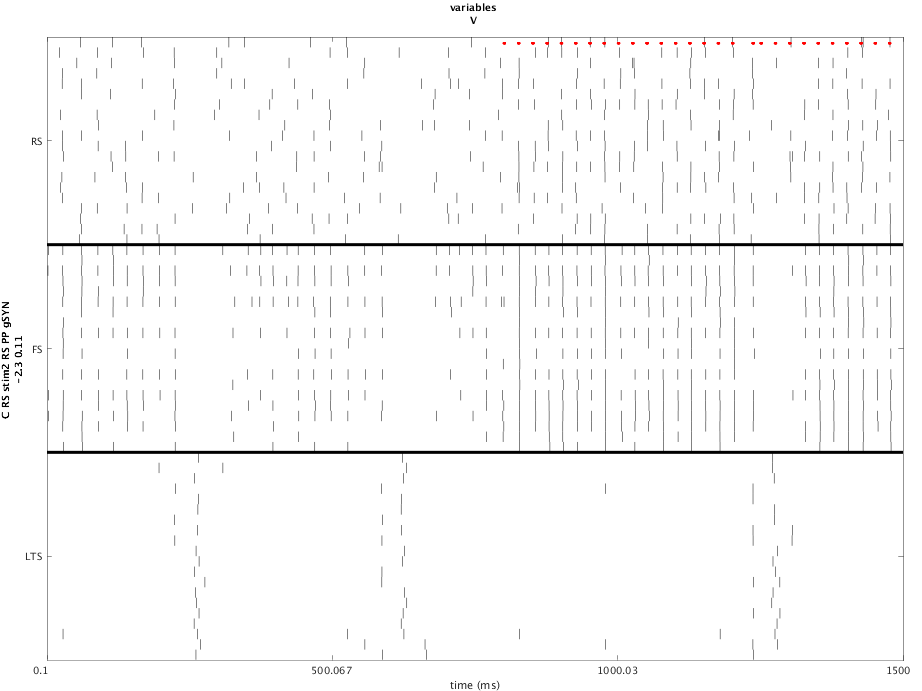 variables
V
RS
FS
LTS
C RS stim2 RS PP gSYN
-2.3 0.11
0.1
500.067
1000.03
1500
time (ms)